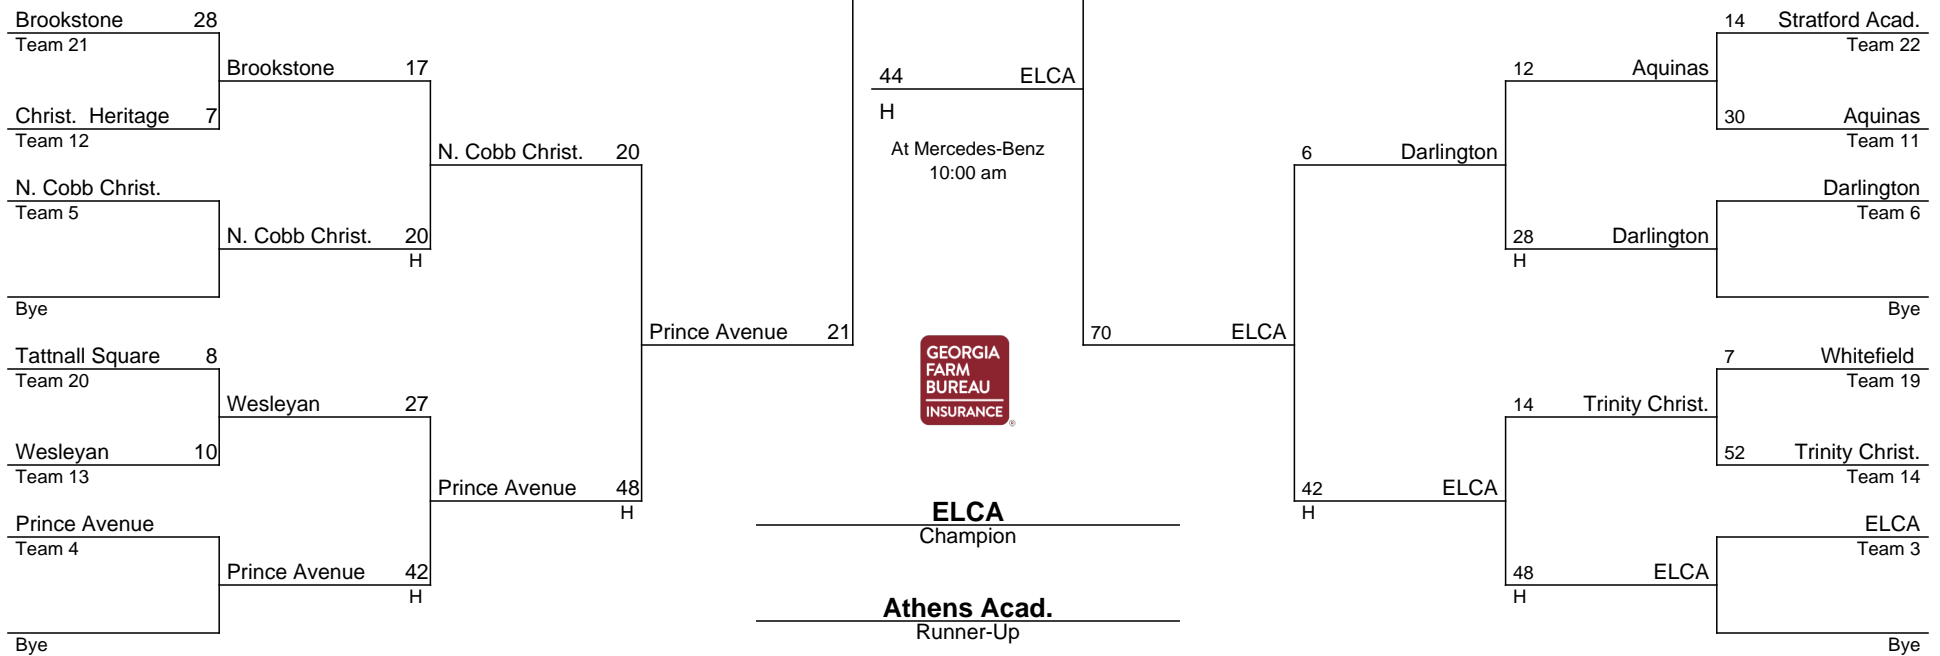 Brookstone 28
Team 21
Brookstone 17
Christ. Heritage 7
Team 12
N. Cobb Christ. 20
N. Cobb Christ.
Team 5
N. Cobb Christ. 20
H
Bye
Prince Avenue 21
Tattnall Square 8
Team 20
Wesleyan 27
Wesleyan 10
Team 13
Prince Avenue 48
H
Prince Avenue
Team 4
Prince Avenue 42
H
Bye
44 ELCA
H
At Mercedes-Benz
10:00 am
GEORGIA
FARM
BUREAU
INSURANCE
®
ELCA
Champion
Athens Acad.
Runner-Up
14 Stratford Acad.
Team 22
12 Aquinas
30 Aquinas
Team 11
6 Darlington
Darlington
Team 6
28 Darlington
H
Bye
70 ELCA
7 Whitefield
Team 19
14 Trinity Christ.
52 Trinity Christ.
Team 14
42 ELCA
H
ELCA
Team 3
48 ELCA
H
Bye